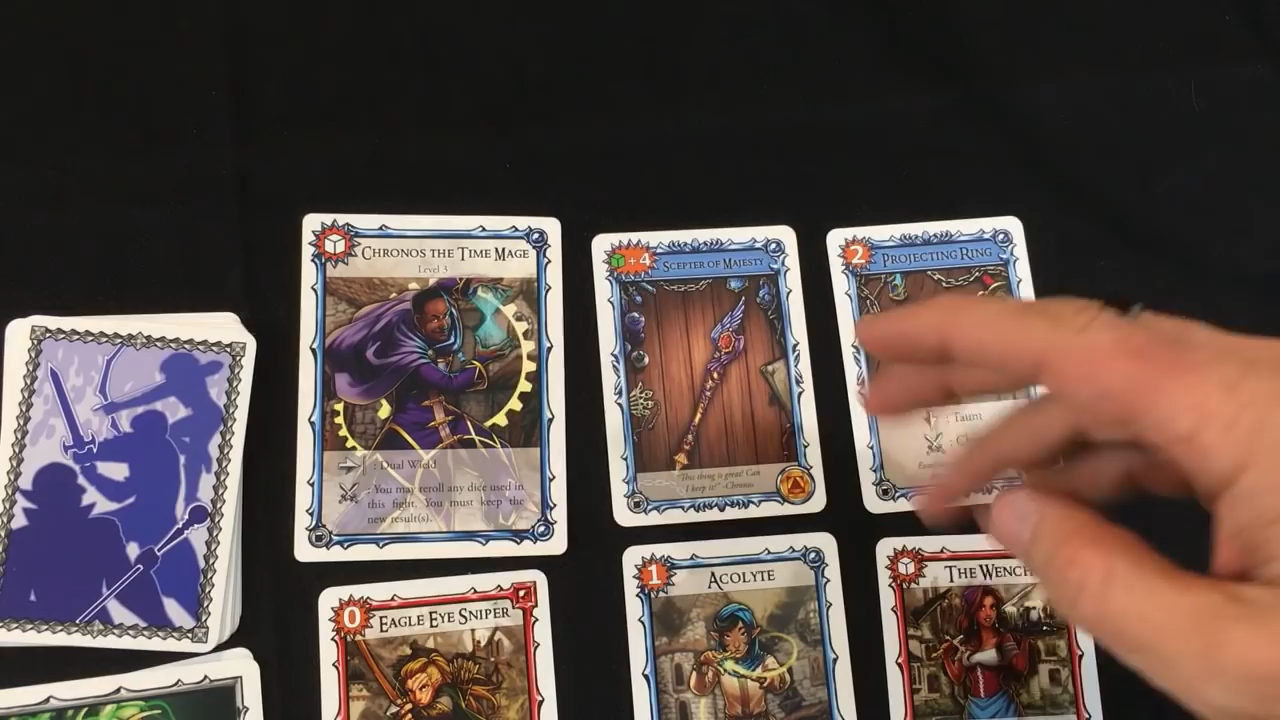 CHRONOS THE TIME MAGE
Level 3
: Dual Wield
: You may reroll any dice used in
this fight. You must keep the
new result(s).
+4
SCEPTER OF MAJESTY
"This thing is great! Can
I keep it?" -Chronos
2
PROJECTING RING
: Taunt
0
EAGLE EYE SNIPER
1
ACOLYTE
THE WENCH